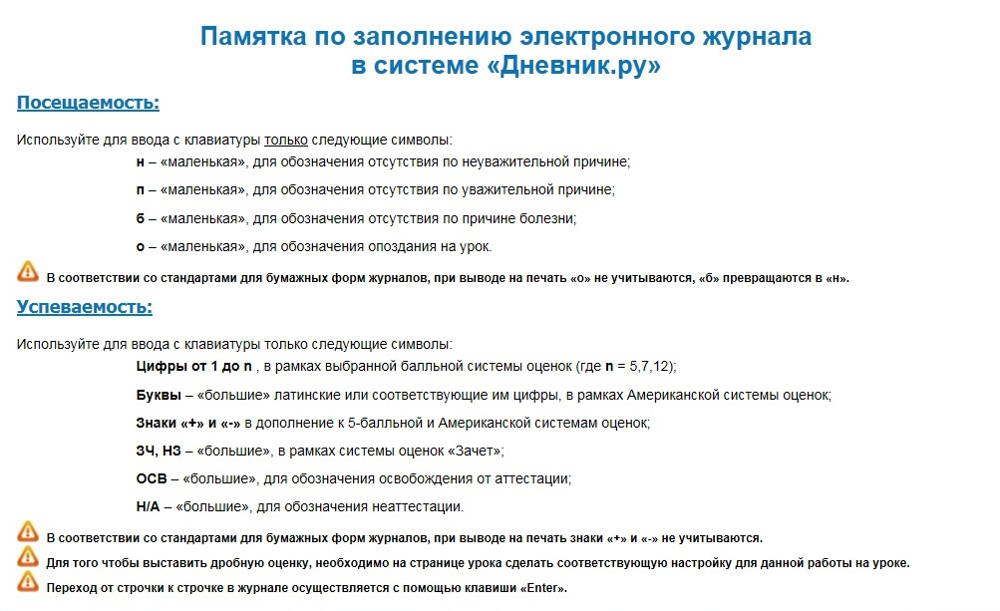 Памятка по заполнению электронного журнала
в системе «Дневник.ру»
Посещаемость:
Используйте для ввода с клавиатуры только следующие символы:
н – «маленькая», для обозначения отсутствия по неуважительной причине;
п – «маленькая», для обозначения отсутствия по уважительной причине;
б – «маленькая», для обозначения отсутствия по причине болезни;
о – «маленькая», для обозначения опоздания на урок.
В соответствии со стандартами для бумажных форм журналов, при выводе на печать «о» не учитываются, «б» превращаются в «н».
Успеваемость:
Используйте для ввода с клавиатуры только следующие символы:
Цифры от 1 до n , в рамках выбранной балльной системы оценок (где n = 5,7,12);
Буквы – «большие» латинские или соответствующие им цифры, в рамках Американской системы оценок;
Знаки «+» и «-» в дополнение к 5-балльной и Американской системам оценок;
ЗЧ, НЗ – «большие», в рамках системы оценок «Зачет»;
ОСВ – «большие», для обозначения освобождения от аттестации;
Н/А – «большие», для обозначения неаттестации.
В соответствии со стандартами для бумажных форм журналов, при выводе на печать знаки «+» и «-» не учитываются.
Для того чтобы выставить дробную оценку, необходимо на странице урока сделать соответствующую настройку для данной работы на уроке.
Переход от строчки к строчке в журнале осуществляется с помощью клавиши «Enter».